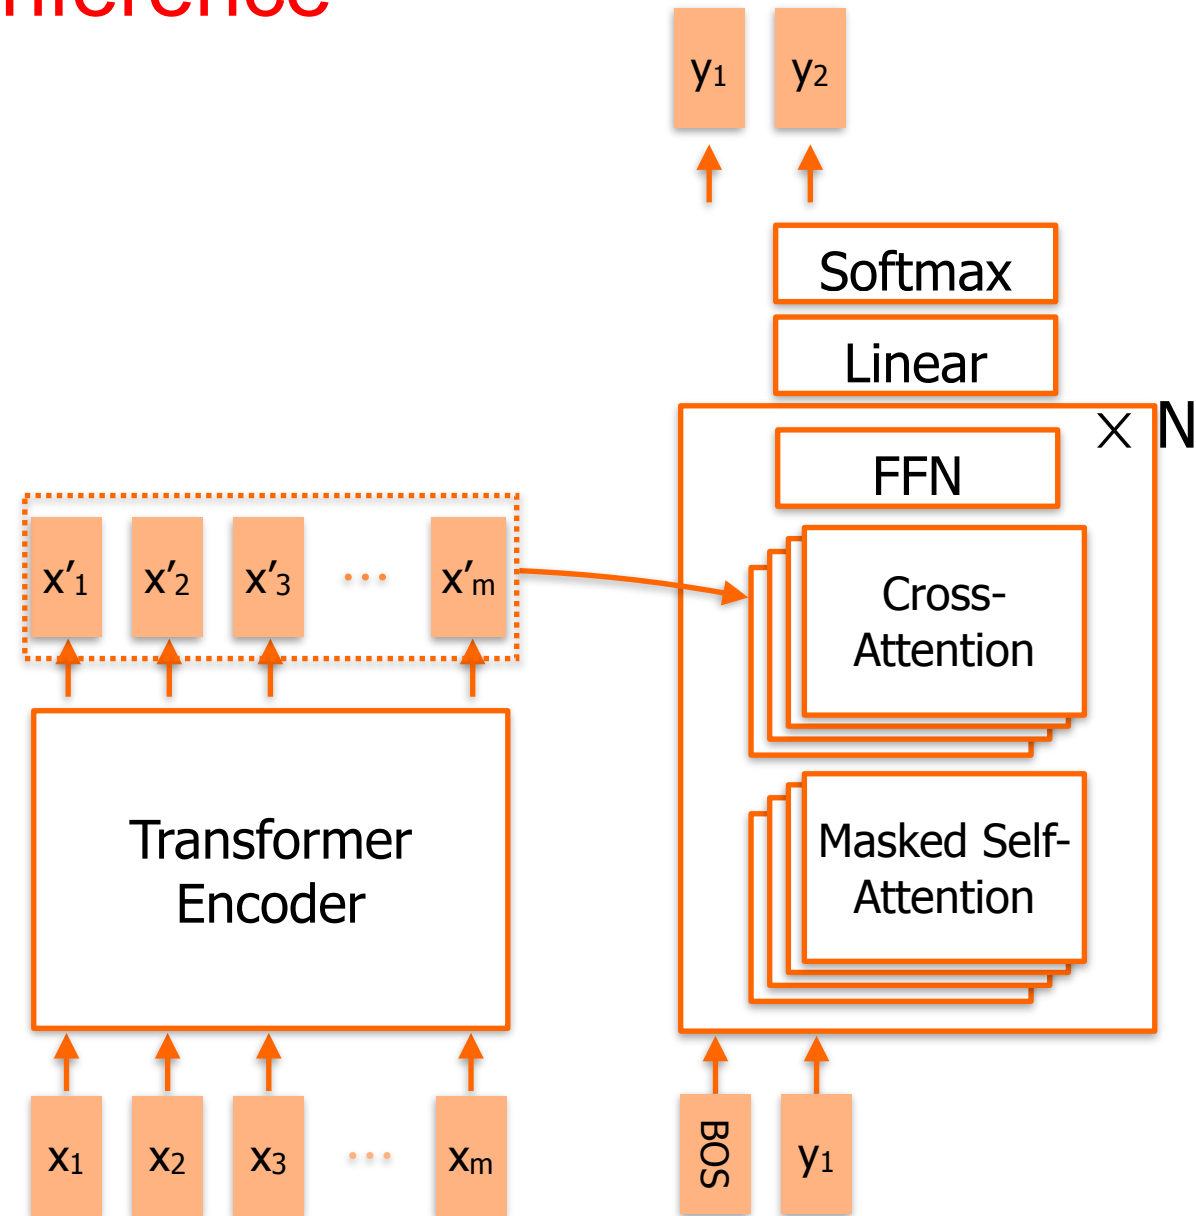 nference
y1 y2
Softmax
Linear
× N
FFN
x′1 x′2 x′3 ··· x′m
Cross-
Attention
Transformer
Encoder
Masked Self-
Attention
x1 x2 x3 ··· xm
BOS y1